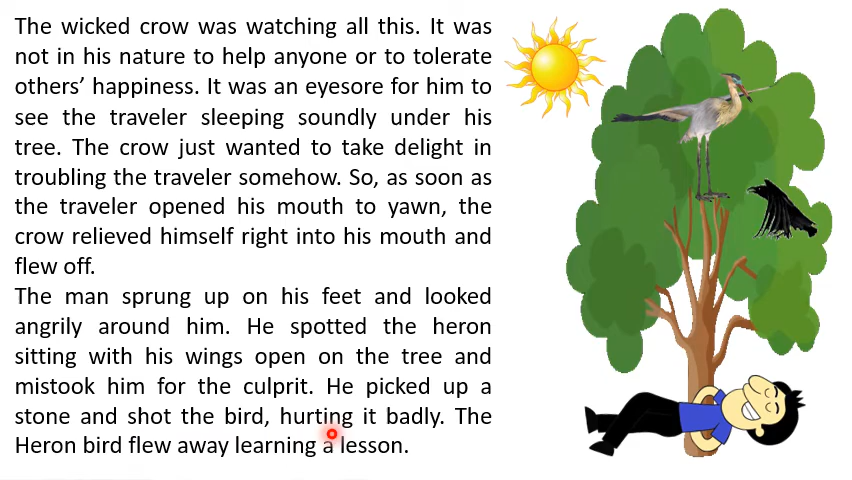 The wicked crow was watching all this. It was
not in his nature to help anyone or to tolerate
others’ happiness. It was an eyesore for him to
see the traveler sleeping soundly under his
tree. The crow just wanted to take delight in
troubling the traveler somehow. So, as soon as
the traveler opened his mouth to yawn, the
crow relieved himself right into his mouth and
flew off.
The man sprung up on his feet and looked
angrily around him. He spotted the heron
sitting with his wings open on the tree and
mistook him for the culprit. He picked up a
stone and shot the bird, hurting it badly. The
Heron bird flew away learning a lesson.